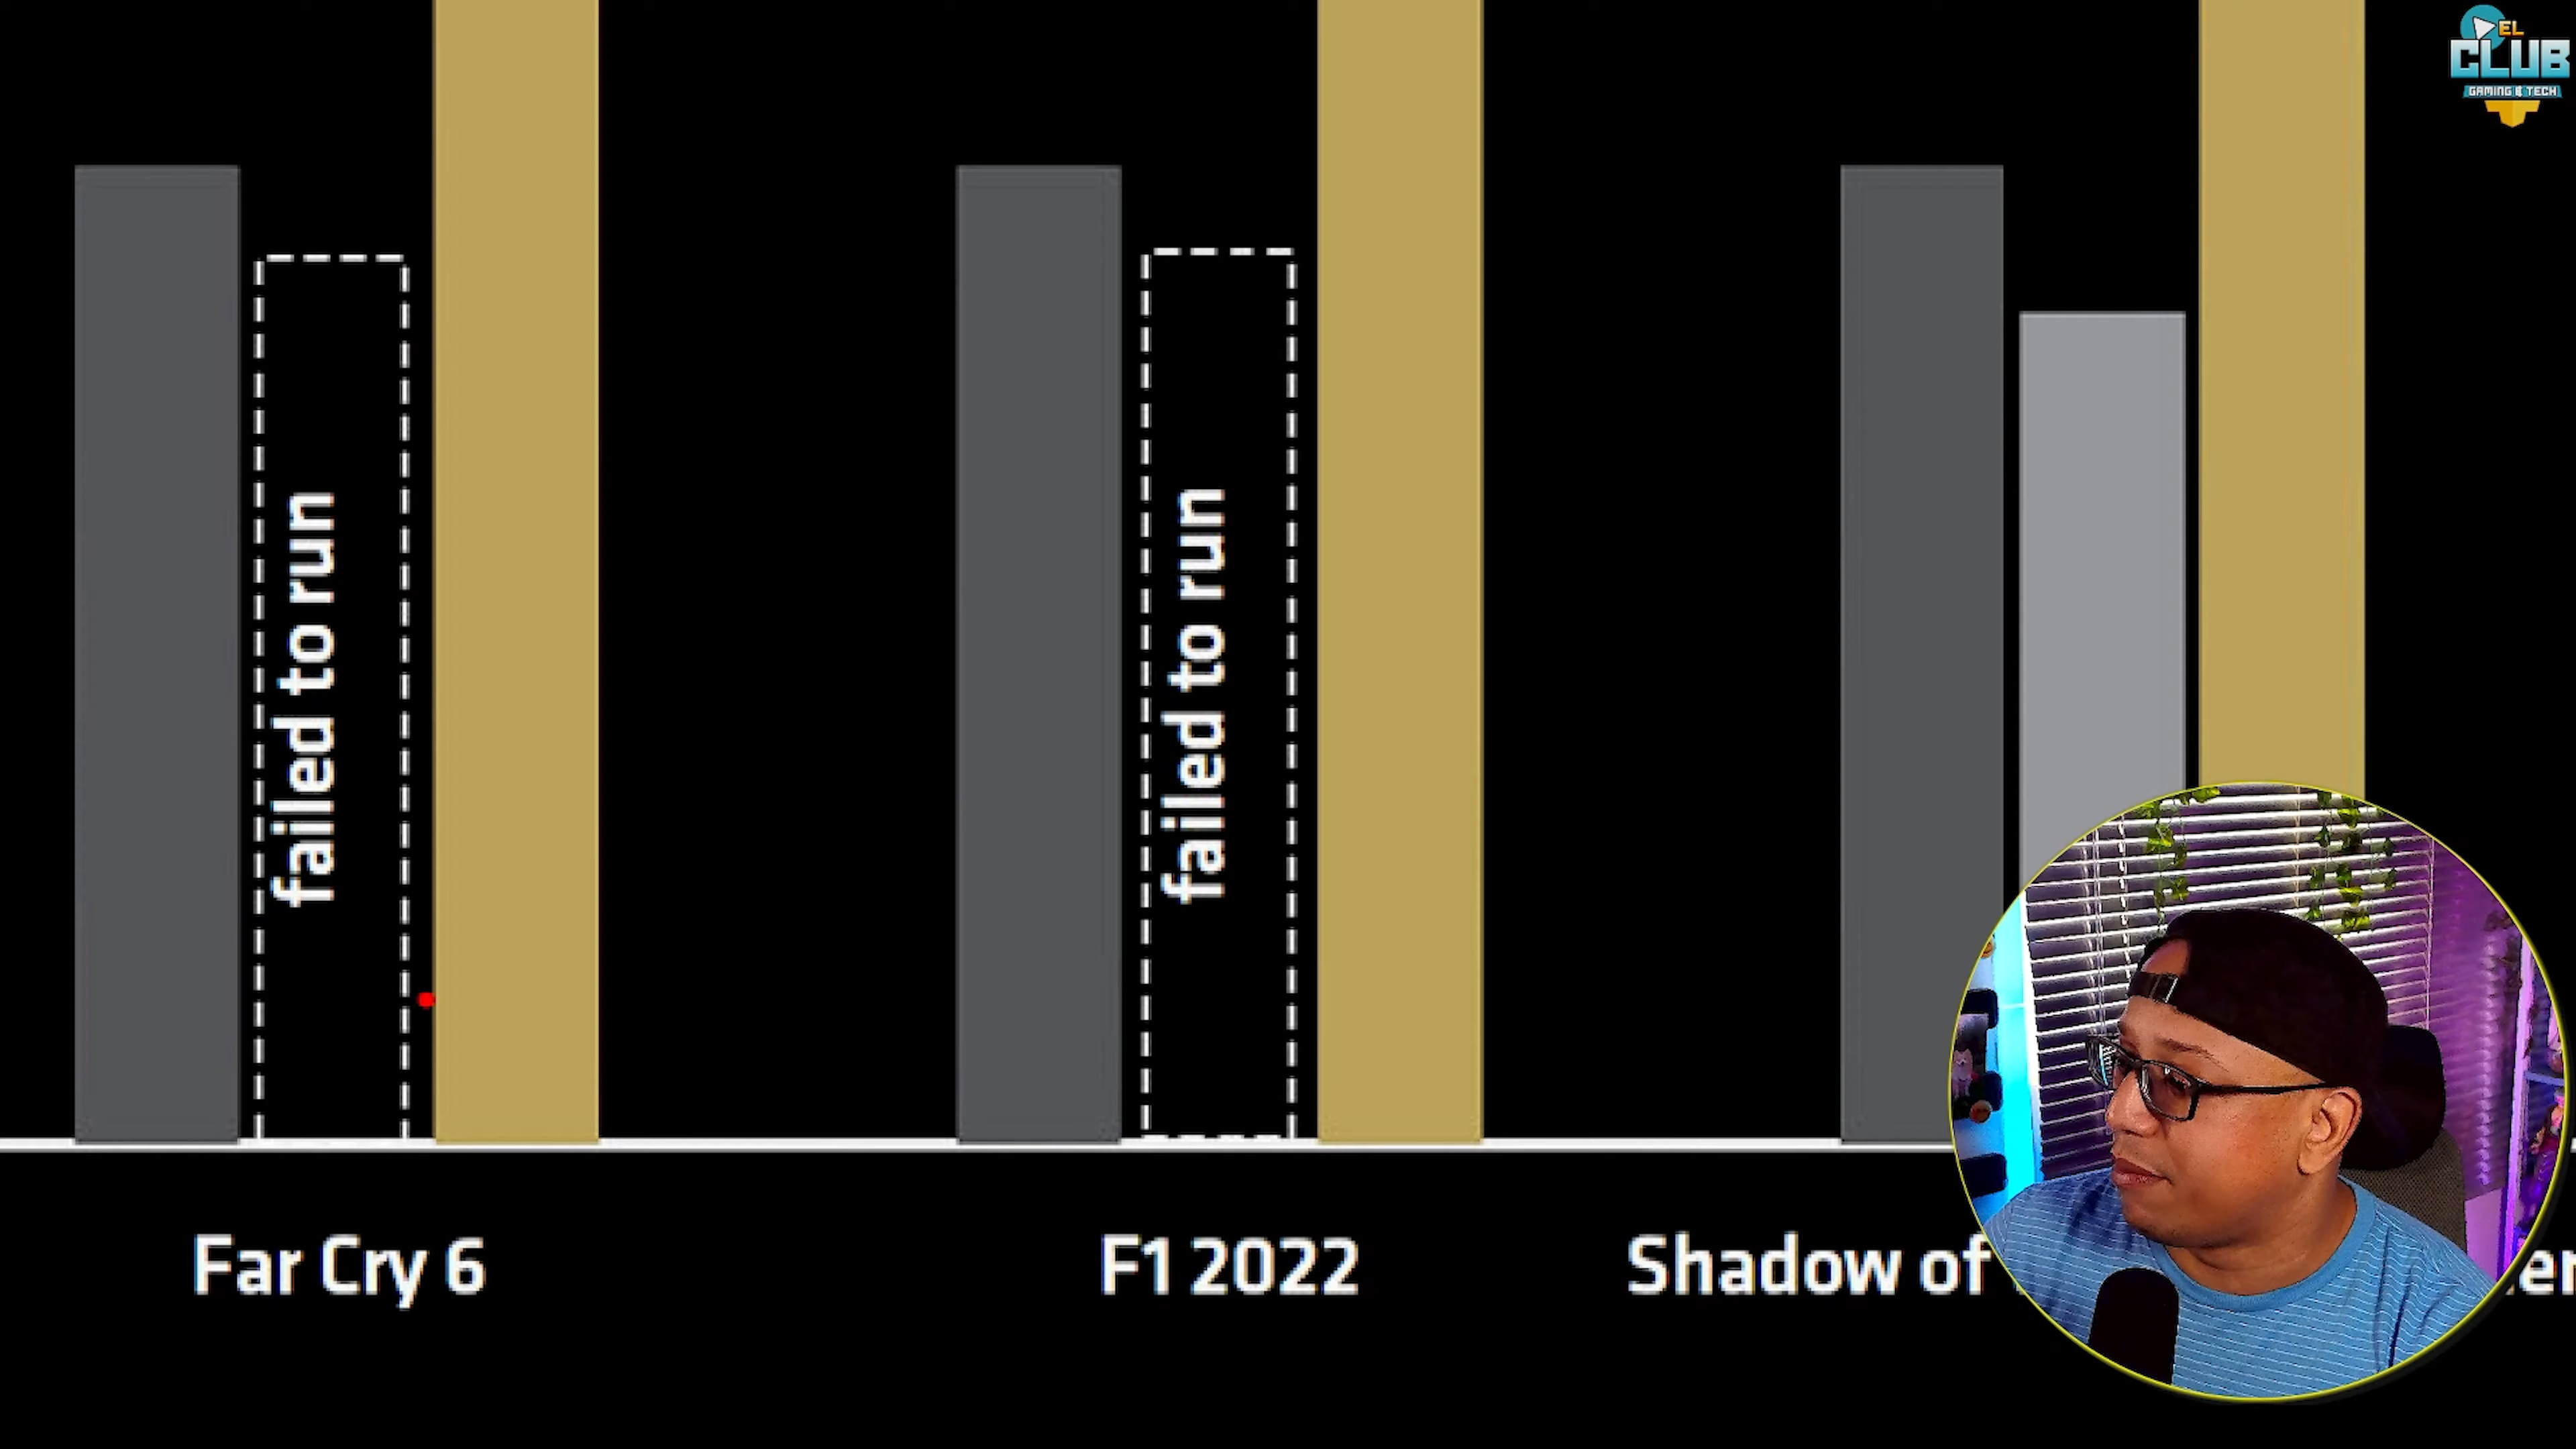 EL
CLUB
GAMING & TECH
failed to run
failed to run
Far Cry 6
F1 2022
Shadow of